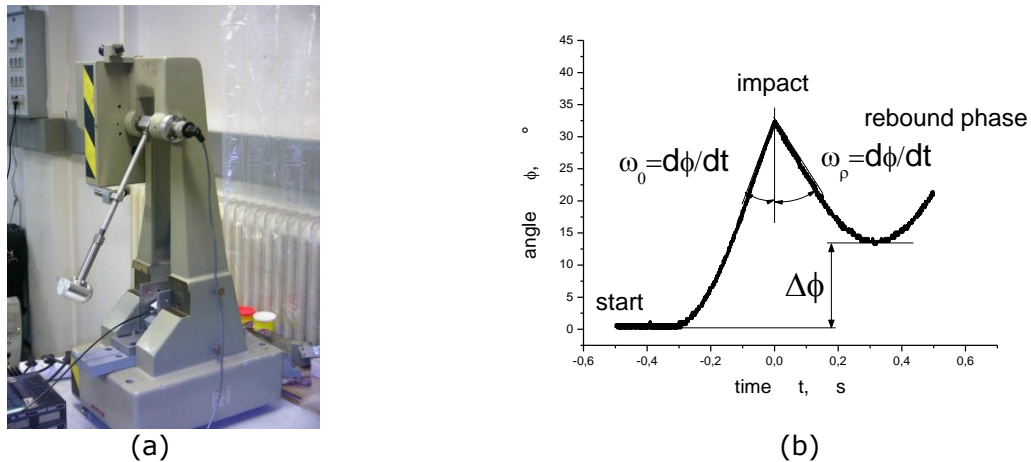 45
40
35
30
25
20
15
10
5
0
angle ϕ, °
impact
rebound phase
ω₀=dϕ/dt
ωρ=dϕ/dt
start
Δϕ
-0,6 -0,4 -0,2 0,0 0,2 0,4 0,6
time t, s
(a)
(b)